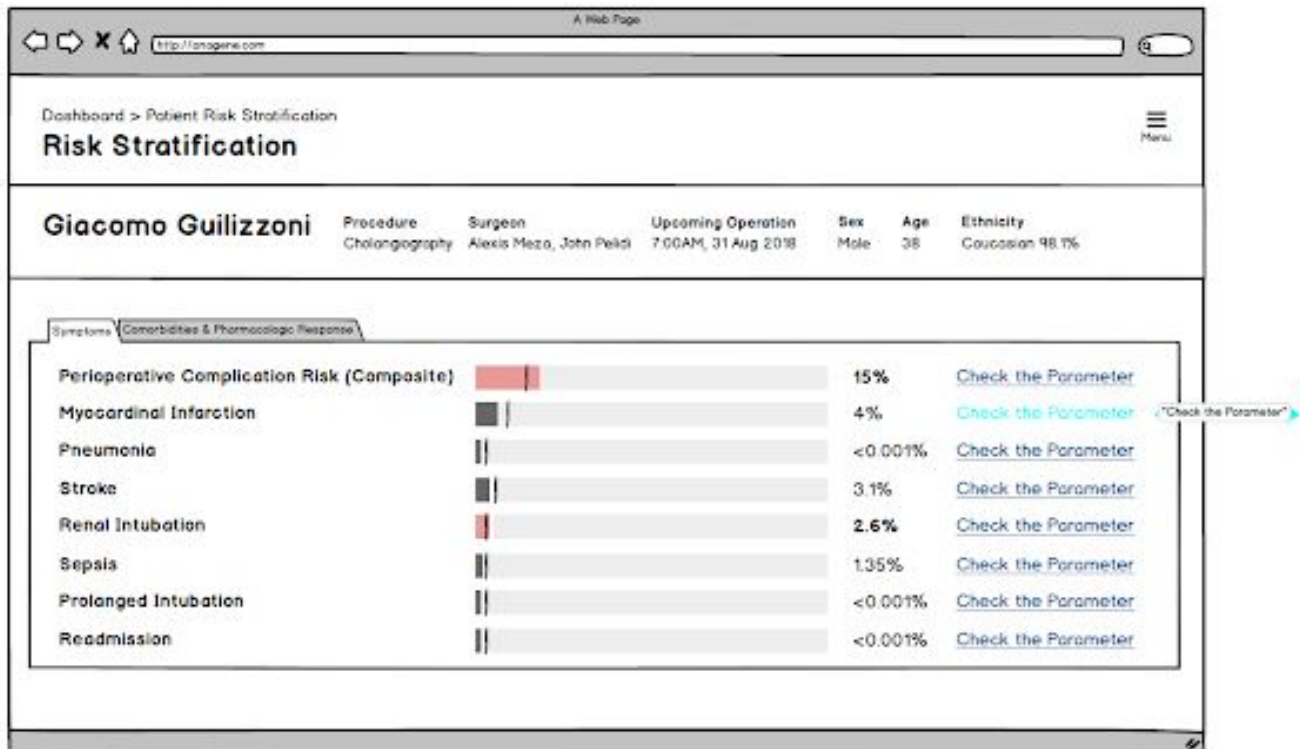 A Web Page
http://anagene.com
Dashboard > Patient Risk Stratification
Risk Stratification
Menu
Giacomo Guilizzoni
Procedure Surgeon Upcoming Operation Sex Age Ethnicity
Cholangiography Alexis Meza, John Pelidi 7:00AM, 31 Aug 2018 Male 38 Caucasian 98.1%
Symptoms Comorbidities & Pharmacologic Response
Perioperative Complication Risk (Composite) 15% Check the Parameter
Myocardinal Infarction 4% Check the Parameter "Check the Parameter"
Pneumonia <0.001% Check the Parameter
Stroke 3.1% Check the Parameter
Renal Intubation 2.6% Check the Parameter
Sepsis 1.35% Check the Parameter
Prolanged Intubation <0.001% Check the Parameter
Readmission <0.001% Check the Parameter